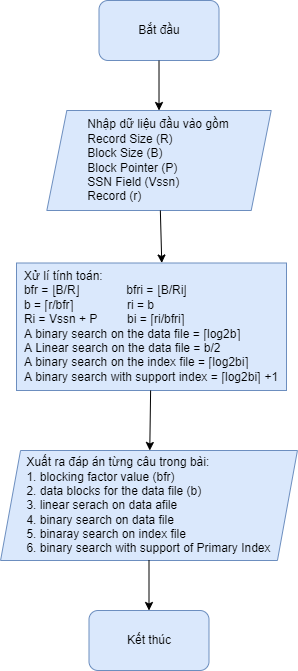 Bắt đầu
Nhập dữ liệu đầu vào gồm
Record Size (R)
Block Size (B)
Block Pointer (P)
SSN Field (Vssn)
Record (r)
Xử lí tính toán:
bfr = ⌊B/R⌋ bfri = ⌊B/Ri⌋
b = ⌈r/bfr⌉ ri = b
Ri = Vssn + P bi = ⌈ri/bfri⌉
A binary search on the data file = ⌈log2b⌉
A Linear search on the data file = b/2
A binary search on the index file = ⌈log2bi⌉
A binary search with support index = ⌈log2bi⌉ +1
Xuất ra đáp án từng câu trong bài:
1. blocking factor value (bfr)
2. data blocks for the data file (b)
3. linear serach on data afile
4. binary search on data file
5. binaray search on index file
6. binary search with support of Primary Index
Kết thúc